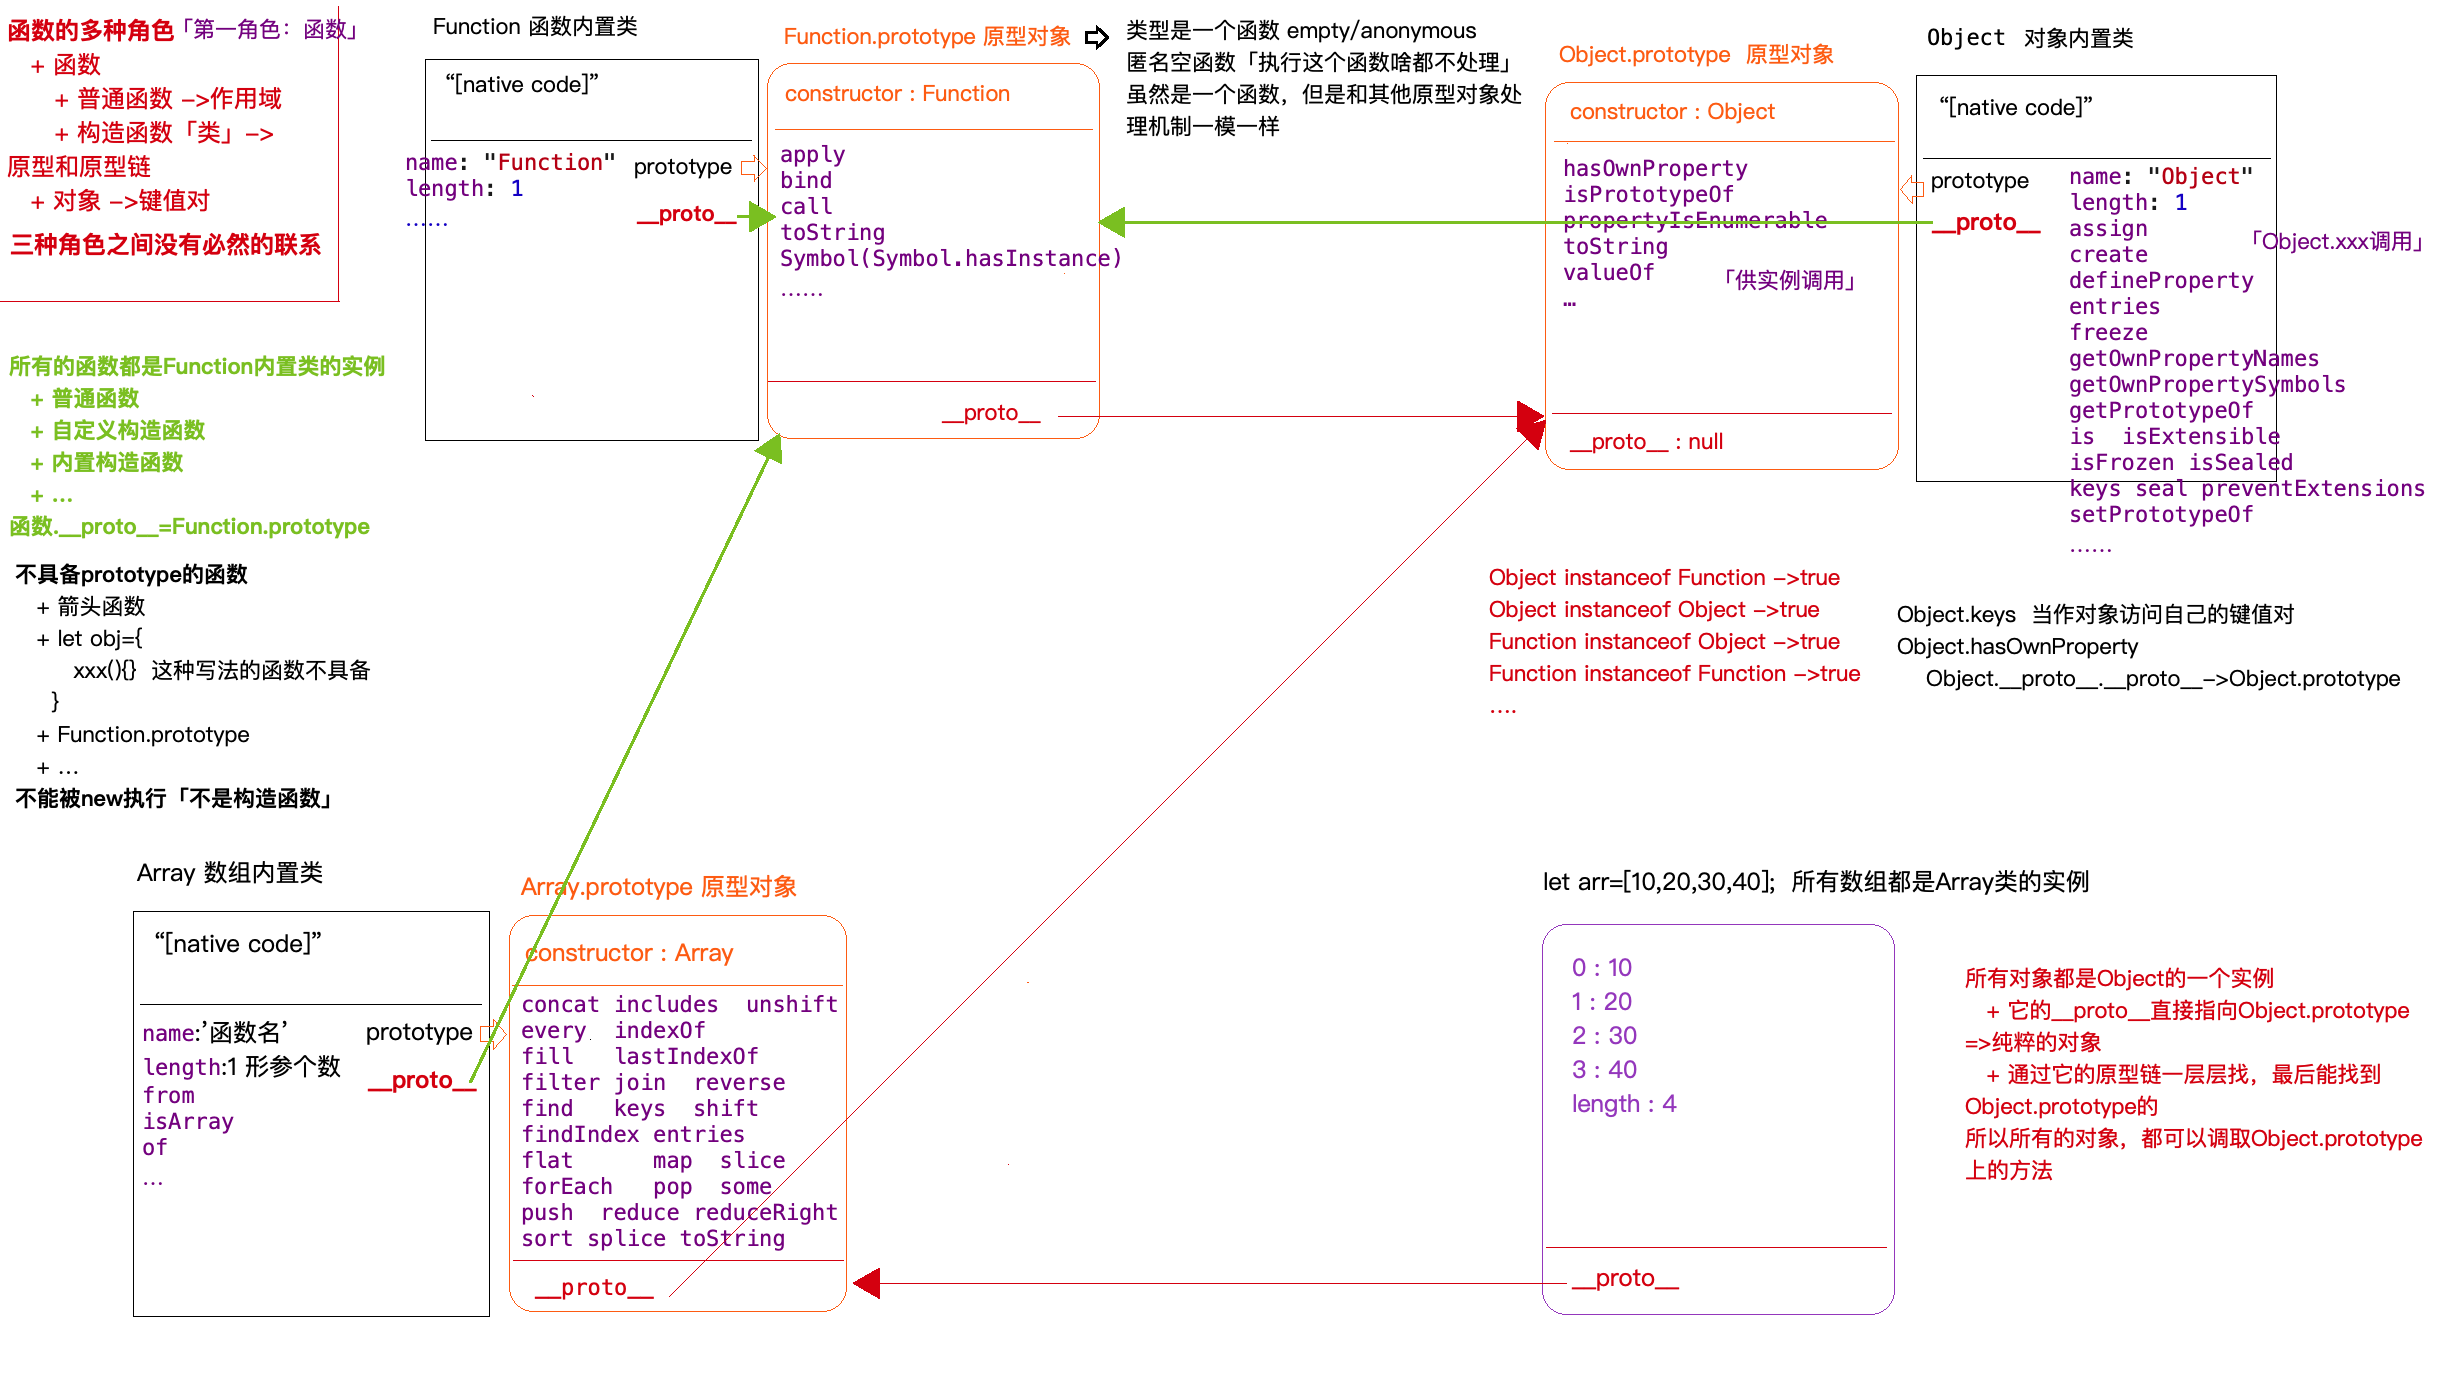 函数的多种角色「第一角色：函数」
+ 函数
+ 普通函数 ->作用域
+ 构造函数「类」->
原型和原型链
+ 对象 ->键值对
三种角色之间没有必然的联系
所有的函数都是Function内置类的实例
+ 普通函数
+ 自定义构造函数
+ 内置构造函数
+ ...
函数.__proto__=Function.prototype
不具备prototype的函数
+ 箭头函数
+ let obj={
xxx(){} 这种写法的函数不具备
}
+ Function.prototype
+ ...
不能被new执行「不是构造函数」
Function 函数内置类
“[native code]”
name: "Function"
length: 1
......
prototype
__proto__
Function.prototype 原型对象
constructor : Function
apply
bind
call
toString
Symbol(Symbol.hasInstance)
......
__proto__
类型是一个函数 empty/anonymous
匿名空函数「执行这个函数啥都不处理」
虽然是一个函数，但是和其他原型对象处
理机制一模一样
Object.prototype 原型对象
constructor : Object
hasOwnProperty
isPrototypeOf
propertyIsEnumerable
toString
valueOf
「供实例调用」
…
__proto__ : null
Object 对象内置类
“[native code]”
prototype
__proto__
name: "Object"
length: 1
assign
create
defineProperty
entries
freeze
getOwnPropertyNames
getOwnPropertySymbols
getPrototypeOf
is isExtensible
isFrozen isSealed
keys seal preventExtensions
setPrototypeOf
......
「Object.xxx调用」
Object instanceof Function ->true
Object instanceof Object ->true
Function instanceof Object ->true
Function instanceof Function ->true
....
Object.keys 当作对象访问自己的键值对
Object.hasOwnProperty
Object.__proto__.__proto__->Object.prototype
Array 数组内置类
“[native code]”
name:’函数名’
length:1 形参个数
from
isArray
of
...
prototype
__proto__
Array.prototype 原型对象
constructor : Array
concat includes unshift
every indexOf
fill lastIndexOf
filter join reverse
find keys shift
findIndex entries
flat map slice
forEach pop some
push reduce reduceRight
sort splice toString
__proto__
let arr=[10,20,30,40]; 所有数组都是Array类的实例
0 : 10
1 : 20
2 : 30
3 : 40
length : 4
__proto__
所有对象都是Object的一个实例
+ 它的__proto__直接指向Object.prototype
=>纯粹的对象
+ 通过它的原型链一层层找，最后能找到
Object.prototype的
所以所有的对象，都可以调取Object.prototype
上的方法